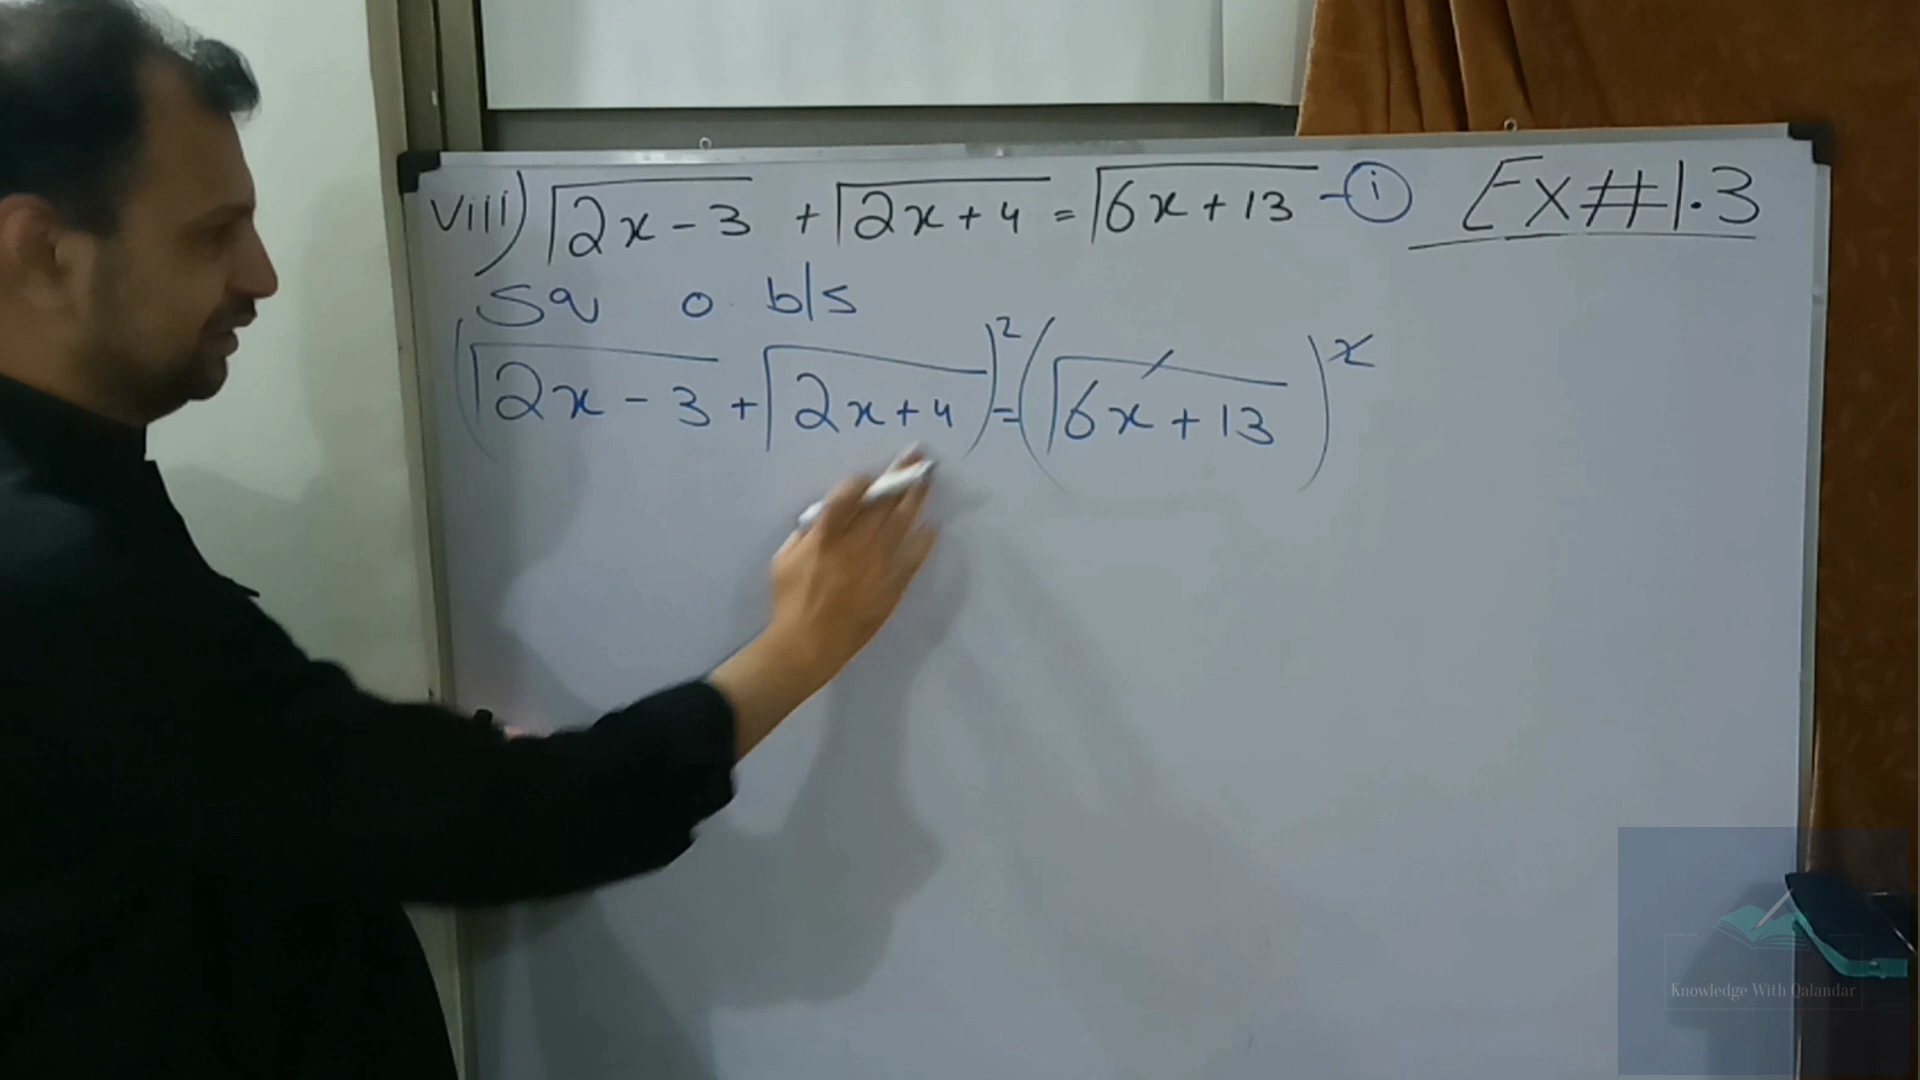 viii) √2x - 3 + √2x + 4 = √6x + 13 - (i) Ex#1.3
Sq o. b/s
(√2x - 3 + √2x + 4)² = (√6x + 13)²
Knowledge With Qalandar